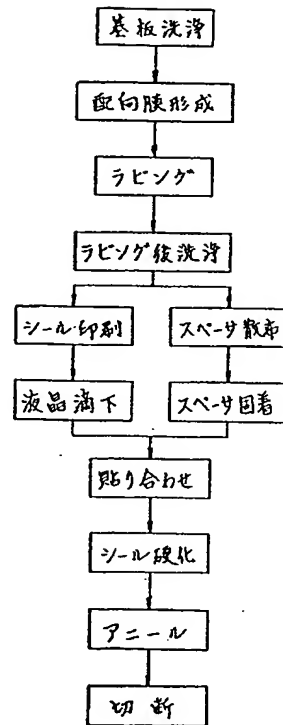 基板洗浄
配向膜形成
ラビング
ラビング後洗浄
シール印刷
スペーサ散布
液晶滴下
スペーサ固着
貼り合わせ
シール硬化
アニール
切断